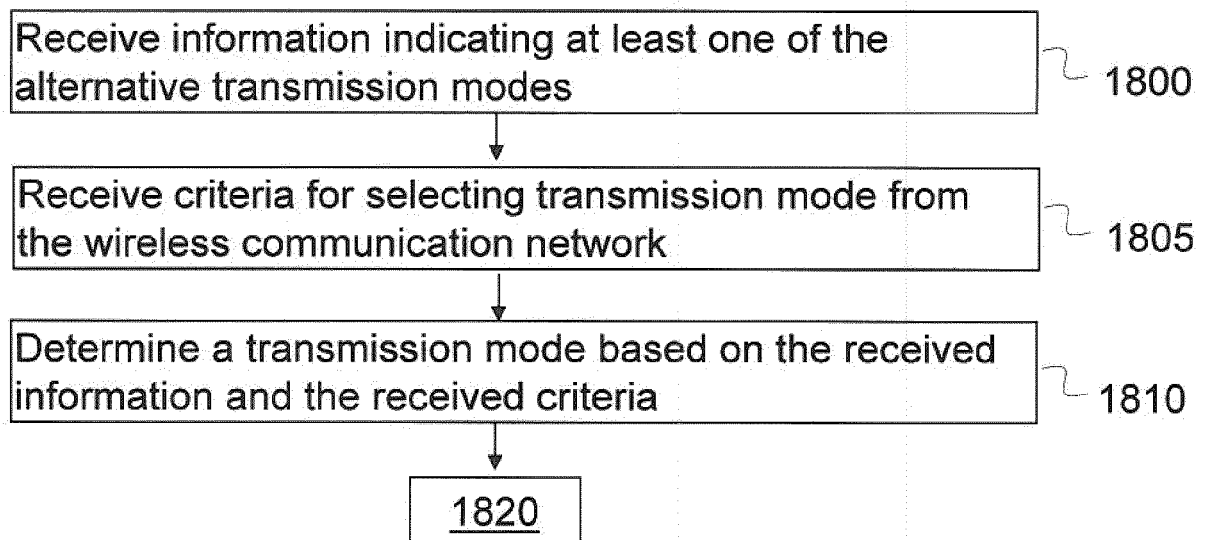 Receive information indicating at least one of the
alternative transmission modes
1800
Receive criteria for selecting transmission mode from
the wireless communication network
1805
Determine a transmission mode based on the received
information and the received criteria
1810
1820